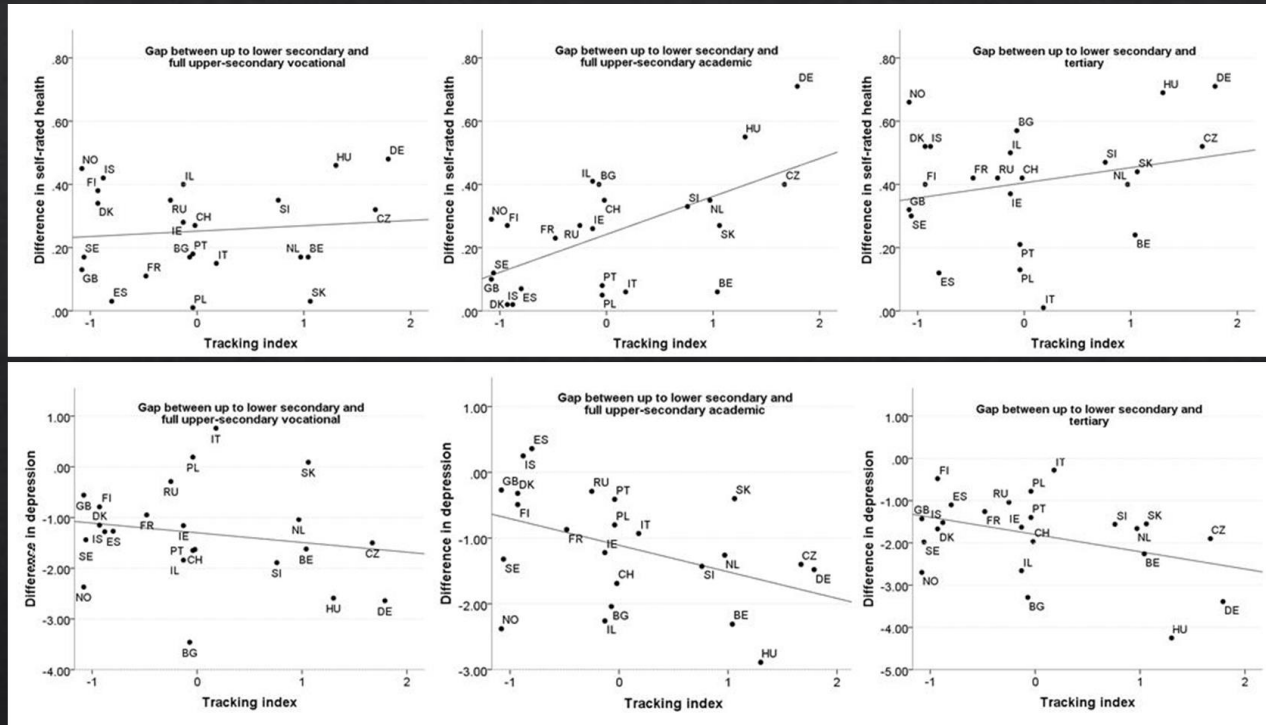 Gap between up to lower secondary and
full upper-secondary vocational
Difference in self-rated health
.80
.60
.40
.20
.00
NO
IS
FI
DK
SE
GB
ES
FR
RU
IL
IE
CH
BG
PT
IT
PL
SI
NL
BE
SK
HU
DE
CZ
-1
0
1
2
Tracking index
Gap between up to lower secondary and
full upper-secondary academic
Difference in self-rated health
.80
.60
.40
.20
.00
DE
HU
CZ
IL
BG
CH
NO
FI
FR
RU
IE
SI
NL
SK
SE
GB
DK
IS
ES
PT
PL
IT
BE
-1
0
1
2
Tracking index
Gap between up to lower secondary and
tertiary
Difference in self-rated health
.80
.60
.40
.20
.00
NO
DK
IS
FI
GB
SE
ES
FR
RU
CH
BG
IL
IE
PT
PL
IT
SI
SK
NL
BE
HU
DE
CZ
-1
0
1
2
Tracking index
Gap between up to lower secondary and
full upper-secondary vocational
Difference in depression
1.00
.00
-1.00
-2.00
-3.00
-4.00
IT
PL
SK
RU
GB
FI
DK
FR
IS
ES
SE
NO
IE
PT
CH
IL
NL
BE
SI
CZ
HU
DE
BG
-1
0
1
2
Tracking index
Gap between up to lower secondary and
full upper-secondary academic
Difference in depression
1.00
.00
-1.00
-2.00
-3.00
ES
IS
GB
DK
FI
RU
PT
SK
PL
IT
FR
IE
SE
CH
SI
NL
CZ
DE
NO
BG
IL
BE
HU
-1
0
1
2
Tracking index
Gap between up to lower secondary and
tertiary
Difference in depression
1.00
.00
-1.00
-2.00
-3.00
-4.00
-5.00
IT
FI
PL
ES
RU
GB
IS
FR
IE
PT
DK
SE
CH
SI
SK
NL
CZ
BE
NO
IL
BG
DE
HU
-1
0
1
2
Tracking index